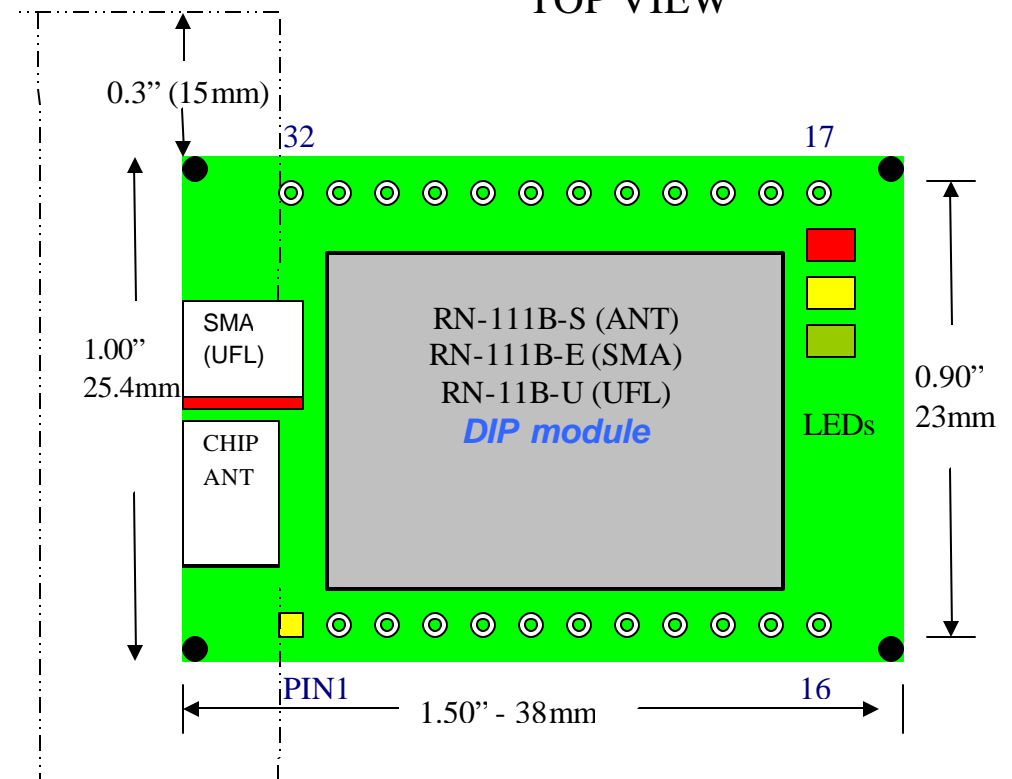 TOP VIEW
0.3” (15mm)
32
17
SMA
(UFL)
RN-111B-S (ANT)
RN-111B-E (SMA)
RN-11B-U (UFL)
DIP module
1.00”
25.4mm
0.90”
23mm
LEDs
CHIP
ANT
PIN1
16
1.50” - 38mm